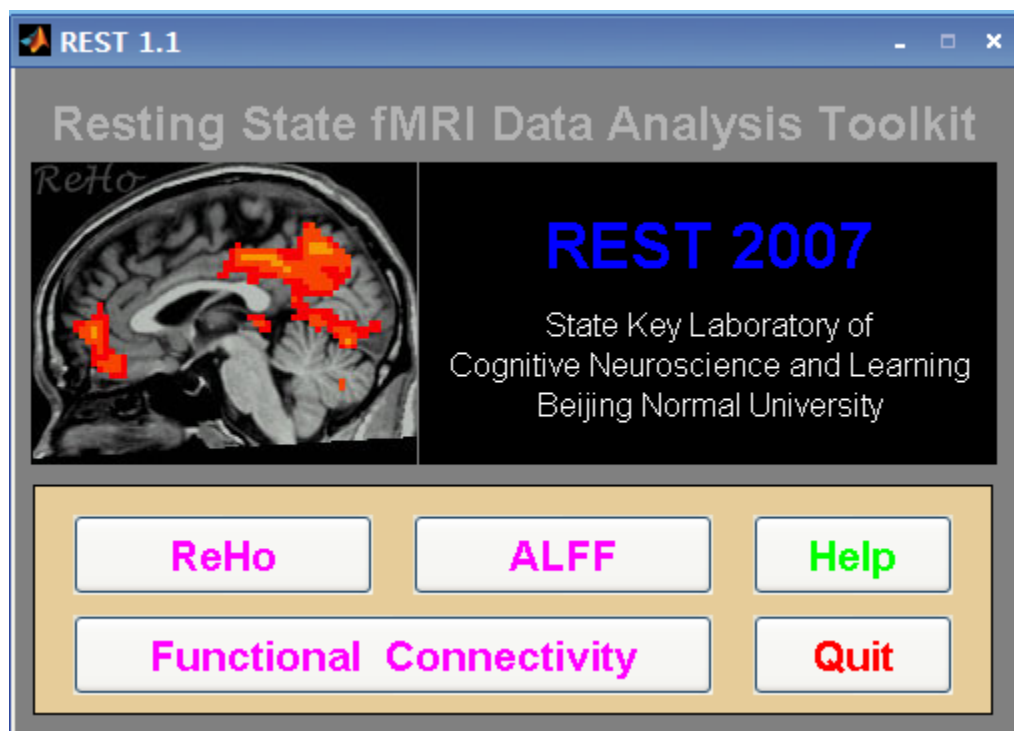 REST 1.1
Resting State fMRI Data Analysis Toolkit
ReHo
REST 2007
State Key Laboratory of
Cognitive Neuroscience and Learning
Beijing Normal University
ReHo
ALFF
Help
Functional Connectivity
Quit